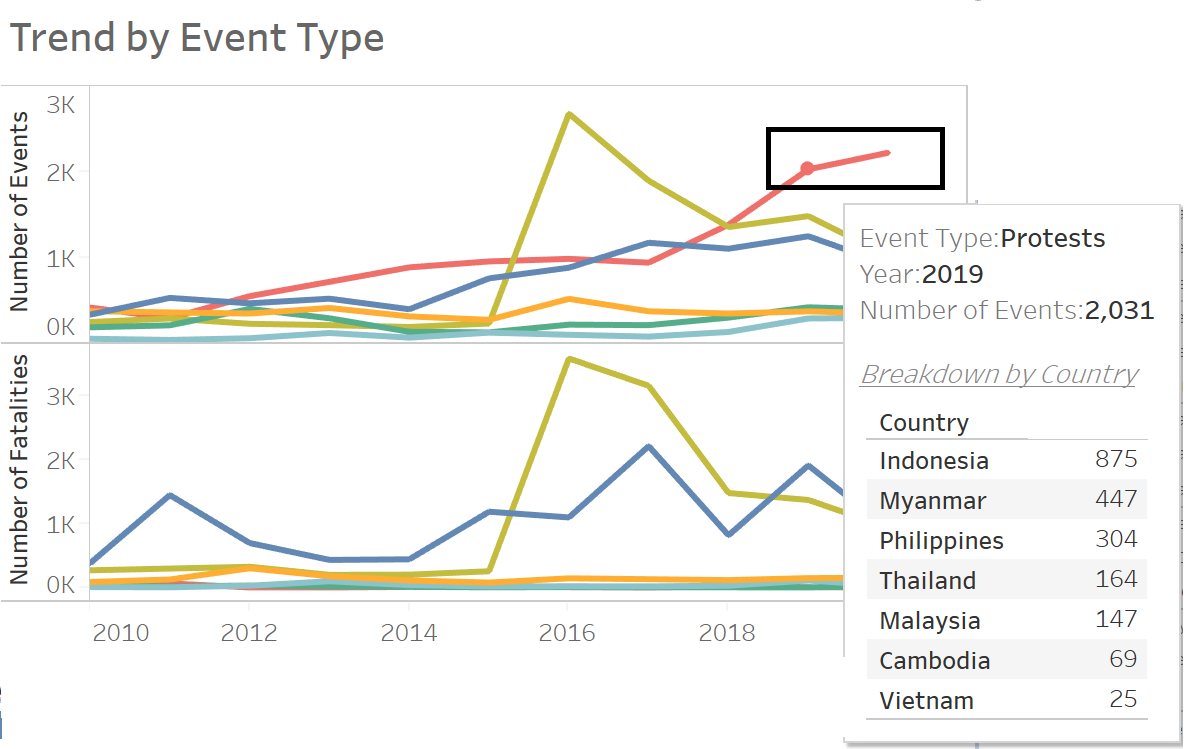 Trend by Event Type
Number of Events
3K
2K
1K
0K
Number of Fatalities
3K
2K
1K
0K
2010 2012 2014 2016 2018
Event Type:Protests
Year:2019
Number of Events:2,031
Breakdown by Country
Country
Indonesia 875
Myanmar 447
Philippines 304
Thailand 164
Malaysia 147
Cambodia 69
Vietnam 25